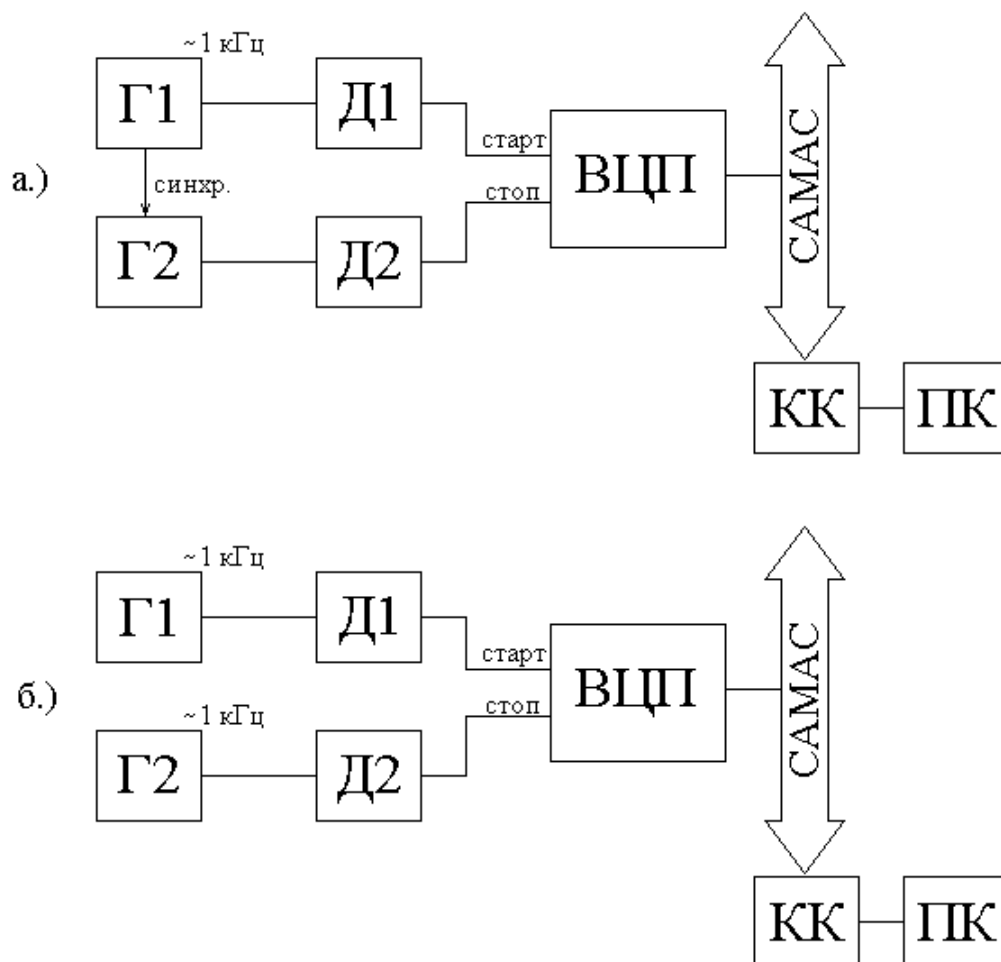 ~1 кГц
Г1
Д1
старт
ВЦП
САМАС
а.)
синхр.
стоп
Г2
Д2
КК
ПК
~1 кГц
Г1
Д1
старт
ВЦП
САМАС
б.)
~1 кГц
стоп
Г2
Д2
КК
ПК